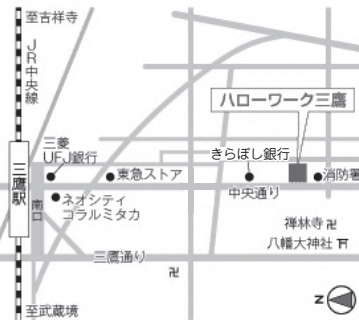 至吉祥寺
JR中央線
ハローワーク三鷹
三菱
UFJ銀行
きらぼし銀行
三鷹駅
東急ストア
消防署
南口
ネオシティ
コラルミタカ
中央通り
禅林寺卍
八幡大神社
三鷹通り
卍
至武蔵境
N